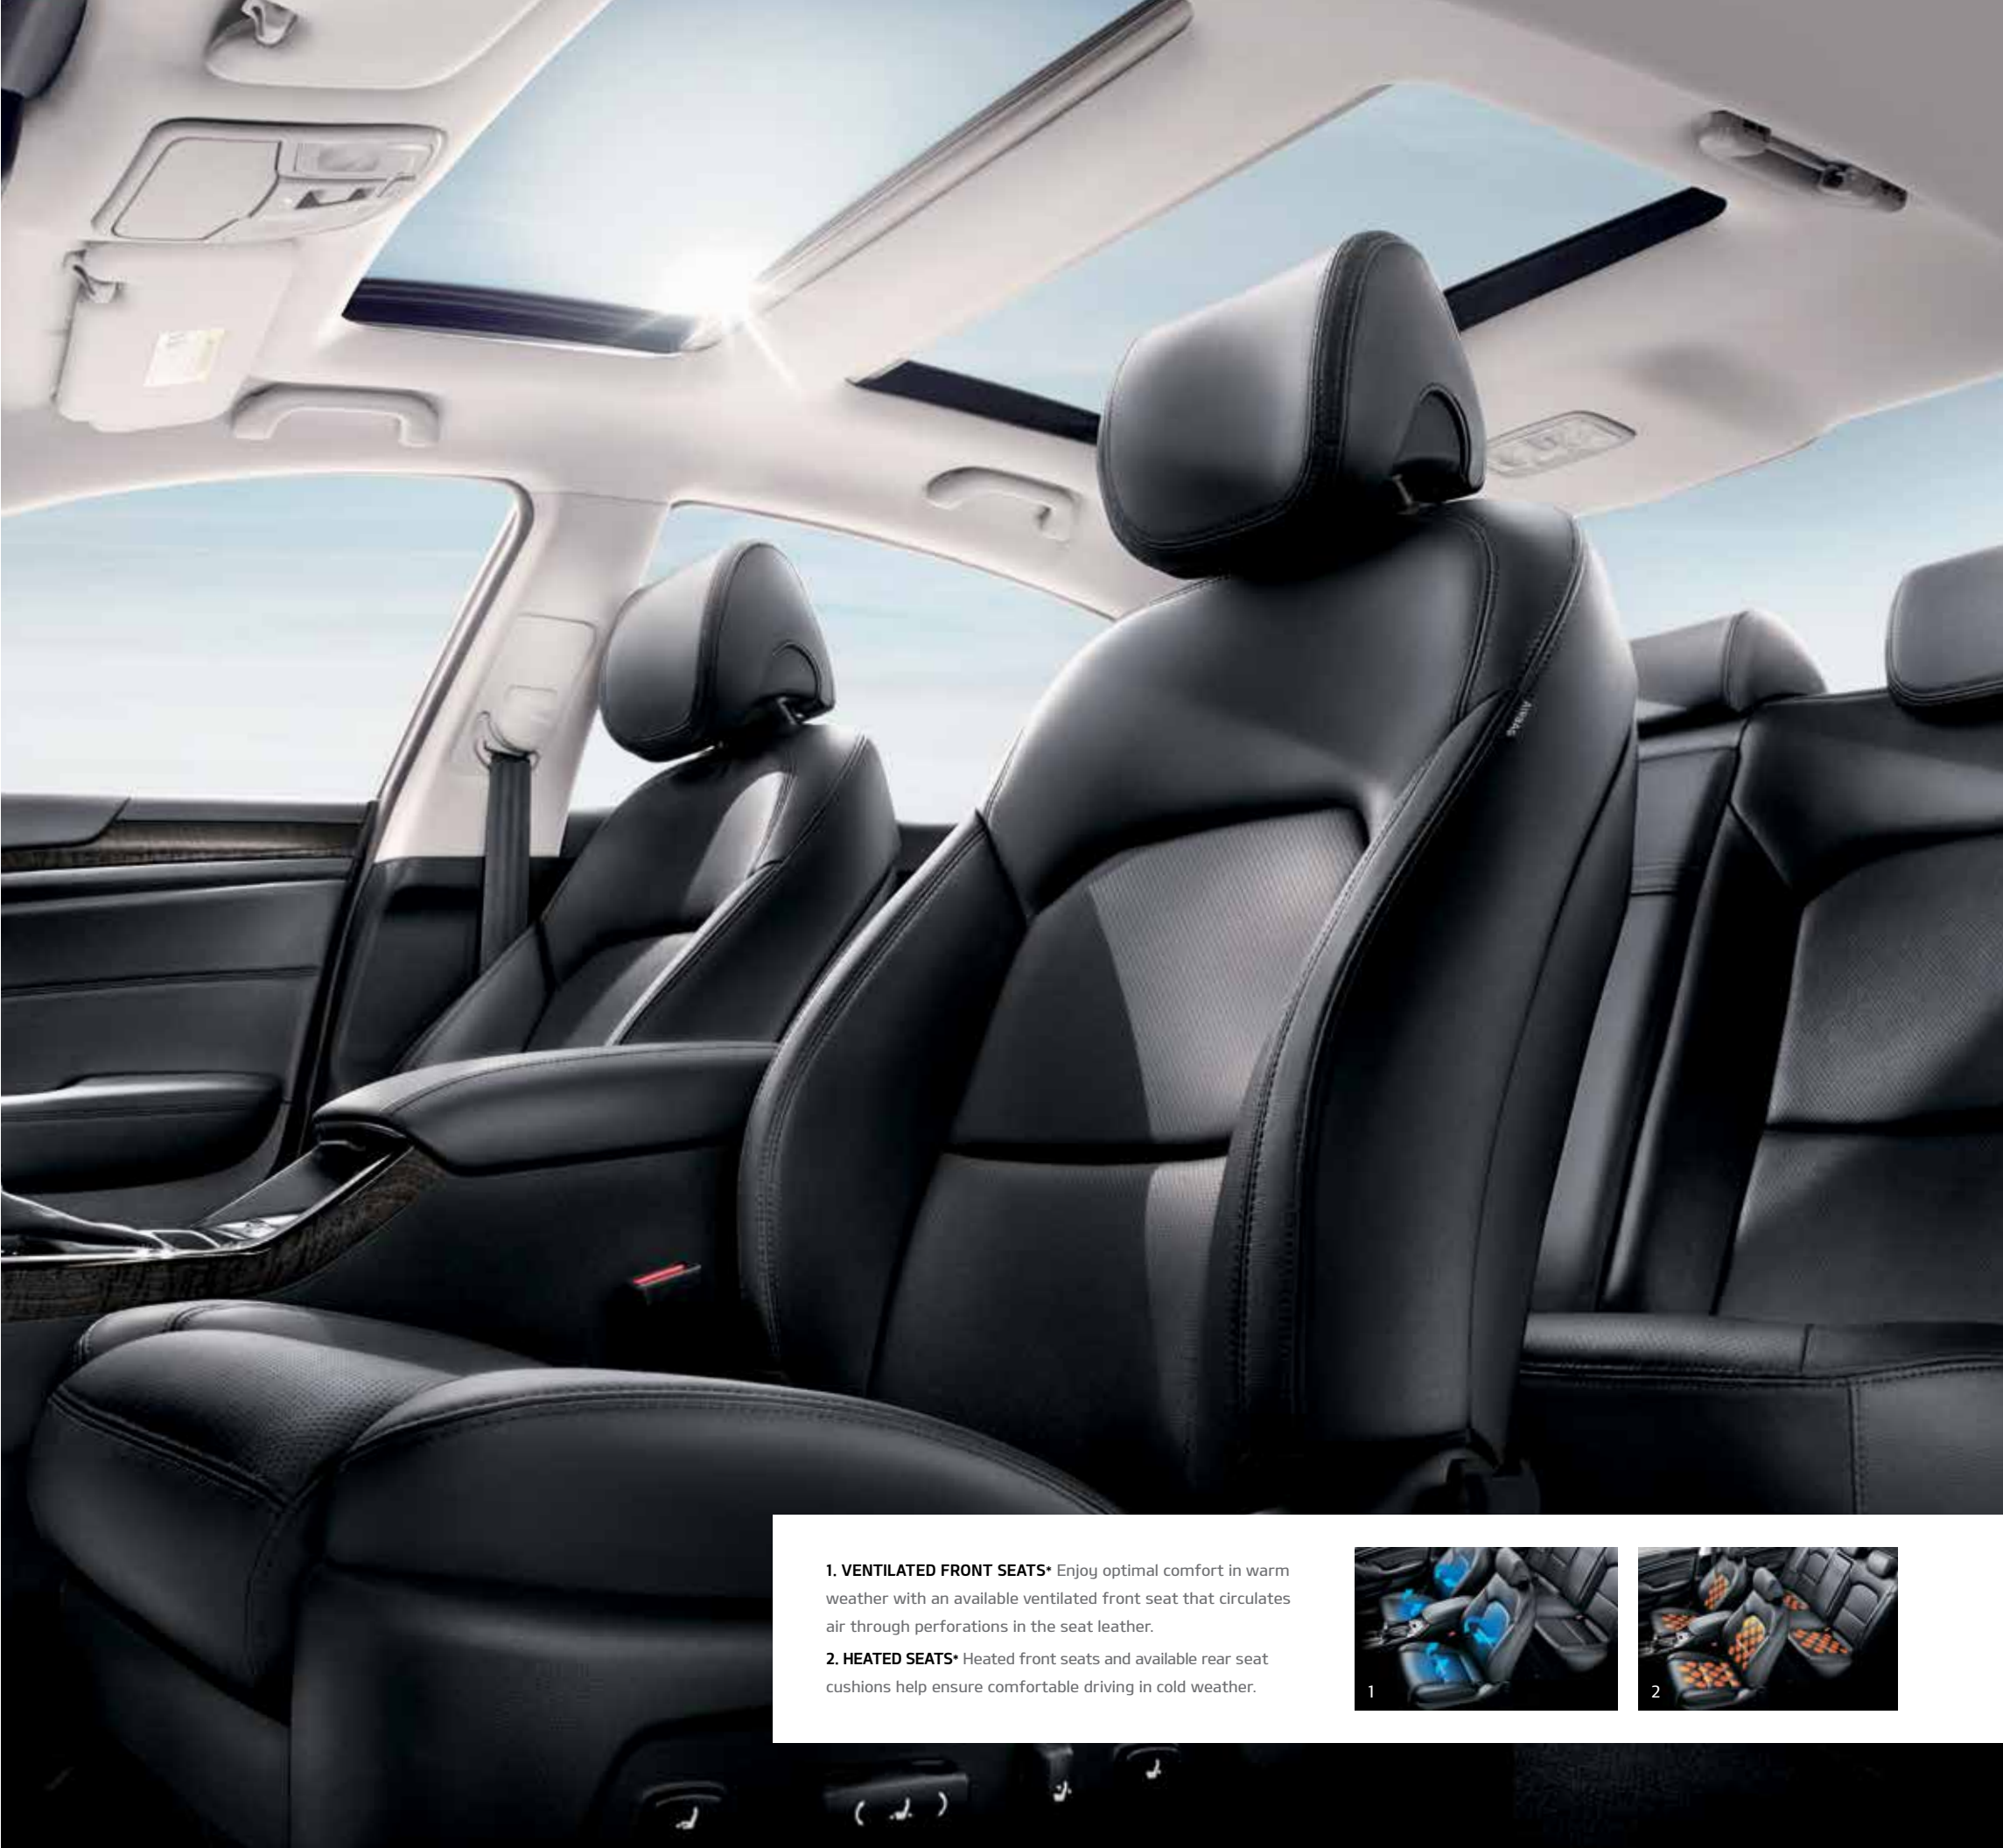 AIRBAG
1. VENTILATED FRONT SEATS* Enjoy optimal comfort in warm
weather with an available ventilated front seat that circulates
air through perforations in the seat leather.
2. HEATED SEATS* Heated front seats and available rear seat
cushions help ensure comfortable driving in cold weather.
1
2